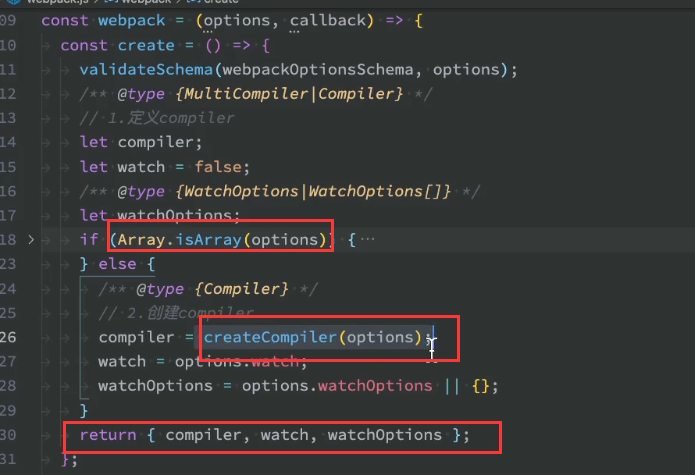 webpack.js > webpack > create
09 const webpack = (options, callback) => {
10 const create = () => {
11 validateSchema(webpackOptionsSchema, options);
12 /** @type {MultiCompiler|Compiler} */
13 // 1.定义compiler
14 let compiler;
15 let watch = false;
16 /** @type {WatchOptions|WatchOptions[]} */
17 let watchOptions;
18 if (Array.isArray(options)) { ⋯
23 } else {
24 /** @type {Compiler} */
25 // 2.创建compiler
26 compiler = createCompiler(options);
27 watch = options.watch;
28 watchOptions = options.watchOptions || {};
29 }
30 return { compiler, watch, watchOptions };
31 };